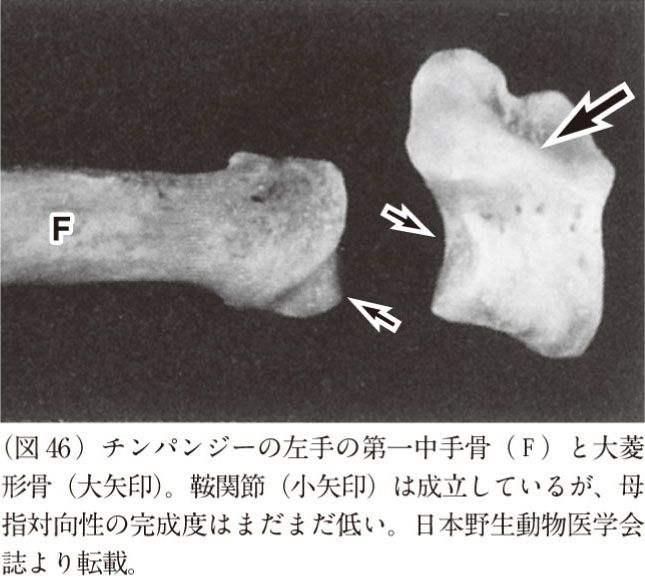 F
(図46）チンパンジーの左手の第一中手骨（F）と大菱
形骨（大矢印）。鞍関節（小矢印）は成立しているが、母
指対向性の完成度はまだまだ低い。日本野生動物医学会
誌より転載。